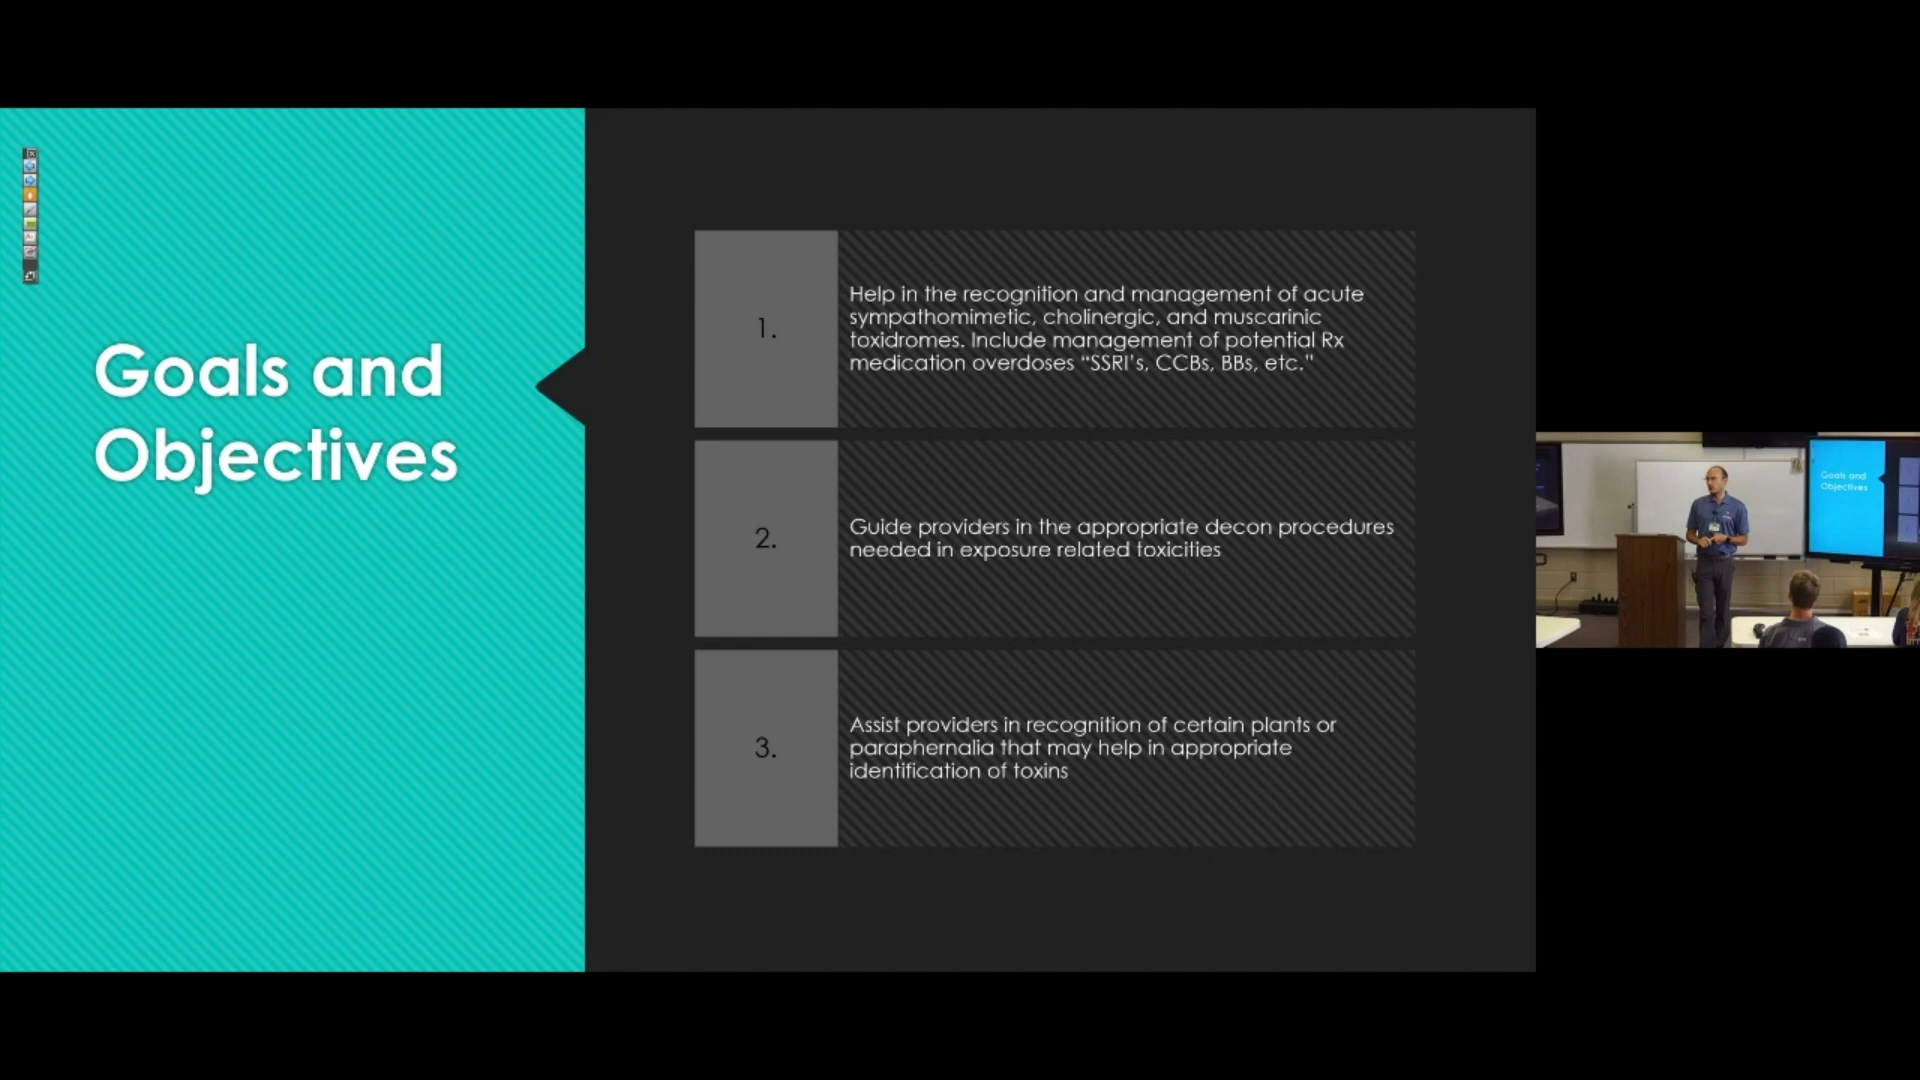 Goals and
Objectives
1.
Help in the recognition and management of acute
sympathomimetic, cholinergic, and muscarinic
toxidromes. Include management of potential Rx
medication overdoses “SSRI’s, CCBs, BBs, etc.”
2.
Guide providers in the appropriate decon procedures
needed in exposure related toxicities
3.
Assist providers in recognition of certain plants or
paraphernalia that may help in appropriate
identification of toxins
Goals and
Objectives